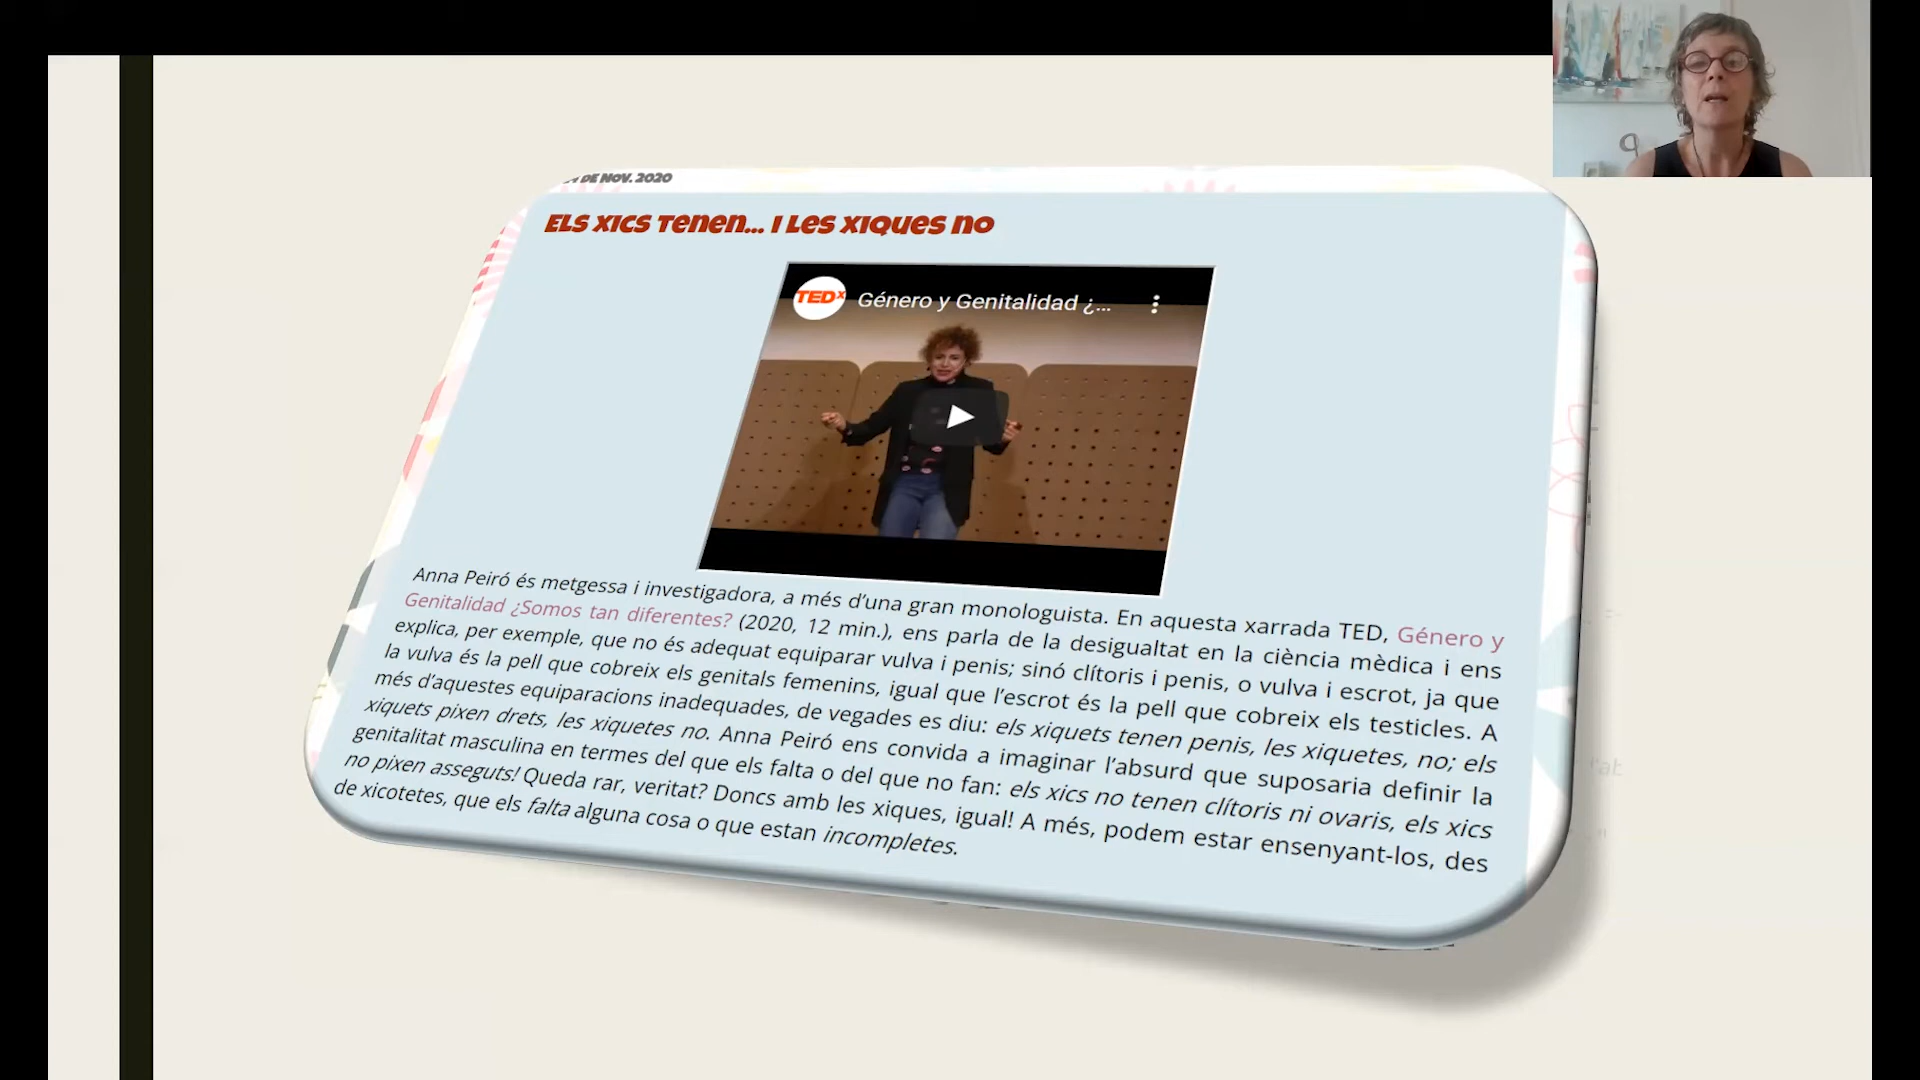 DE NOV. 2020
ELS XICS TENEN... I LES XIQUES NO
TEDx Género y Genitalidad ¿...
Anna Peiró és metgessa i investigadora, a més d'una gran monologuista. En aquesta xarrada TED, Género y
Genitalidad ¿Somos tan diferentes? (2020, 12 min.), ens parla de la desigualtat en la ciència mèdica i ens
explica, per exemple, que no és adequat equiparar vulva i penis; sinó clítoris i penis, o vulva i escrot, ja que
la vulva és la pell que cobreix els genitals femenins, igual que l'escrot és la pell que cobreix els testicles. A
més d'aquestes equiparacions inadequades, de vegades es diu: els xiquets tenen penis, les xiquetes, no; els
xiquets pixen drets, les xiquetes no. Anna Peiró ens convida a imaginar l'absurd que suposaria definir la
genitalitat masculina en termes del que els falta o del que no fan: els xics no tenen clítoris ni ovaris, els xics
no pixen asseguts! Queda rar, veritat? Doncs amb les xiques, igual! A més, podem estar ensenyant-los, des
de xicotetes, que els falta alguna cosa o que estan incompletes.